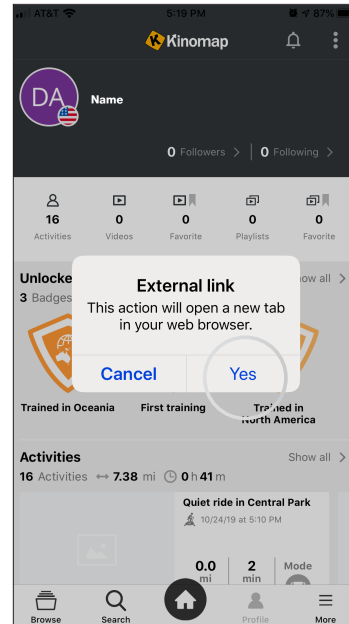 AT&T 5:19 PM 87%
Kinomap
DA
Name
0 Followers > | 0 Following >
16 0 0 0 0
Activities Videos Favorite Playlists Favorite
Unlocke how all >
3 Badges
External link
This action will open a new tab
in your web browser.
Cancel Yes
Trained in Oceania First training Trained in
North America
Activities Show all >
16 Activities ↔ 7.38 mi 0 h 41 m
Quiet ride in Central Park
10/24/19 at 5:10 PM
0.0 2 Mode
mi min
Browse Search Profile More